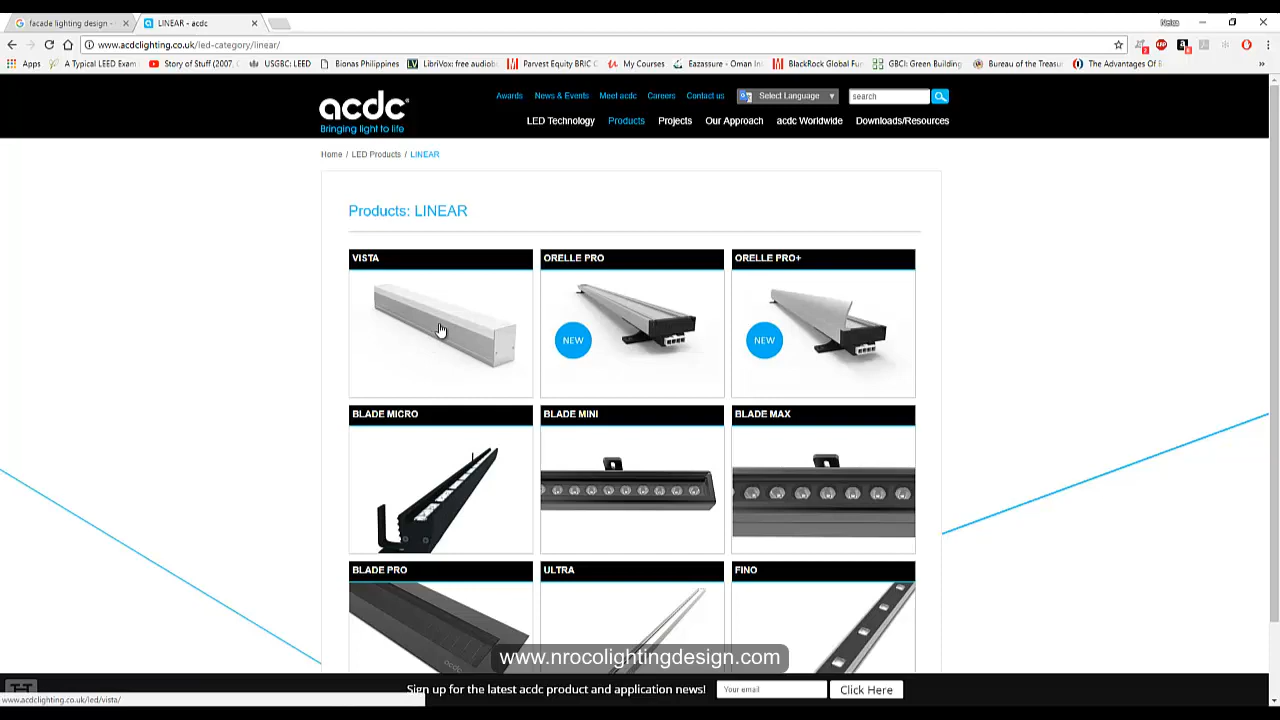 facade lighting design -
LINEAR - acdc
www.acdclighting.co.uk/led-category/linear/
Apps
A Typical LEED Exam
Story of Stuff (2007,
USGBC: LEED
Bionas Philippines
LibriVox: free audiob
Parvest Equity BRIC
My Courses
Eazassure - Oman In
BlackRock Global Fu
GBCI: Green Building
Bureau of the Treasu
The Advantages Of
acdc
Bringing light to life
Awards
News & Events
Meet acdc
Careers
Contact us
Select Language
search
LED Technology
Products
Projects
Our Approach
acdc Worldwide
Downloads/Resources
Home / LED Products / LINEAR
Products: LINEAR
VISTA
ORELLE PRO
ORELLE PRO+
NEW
NEW
BLADE MICRO
BLADE MINI
BLADE MAX
BLADE PRO
ULTRA
FINO
acdc
www.nrocolightingdesign.com
Sign up for the latest acdc product and application news!
Your email
Click Here
www.acdclighting.co.uk/led/vista/